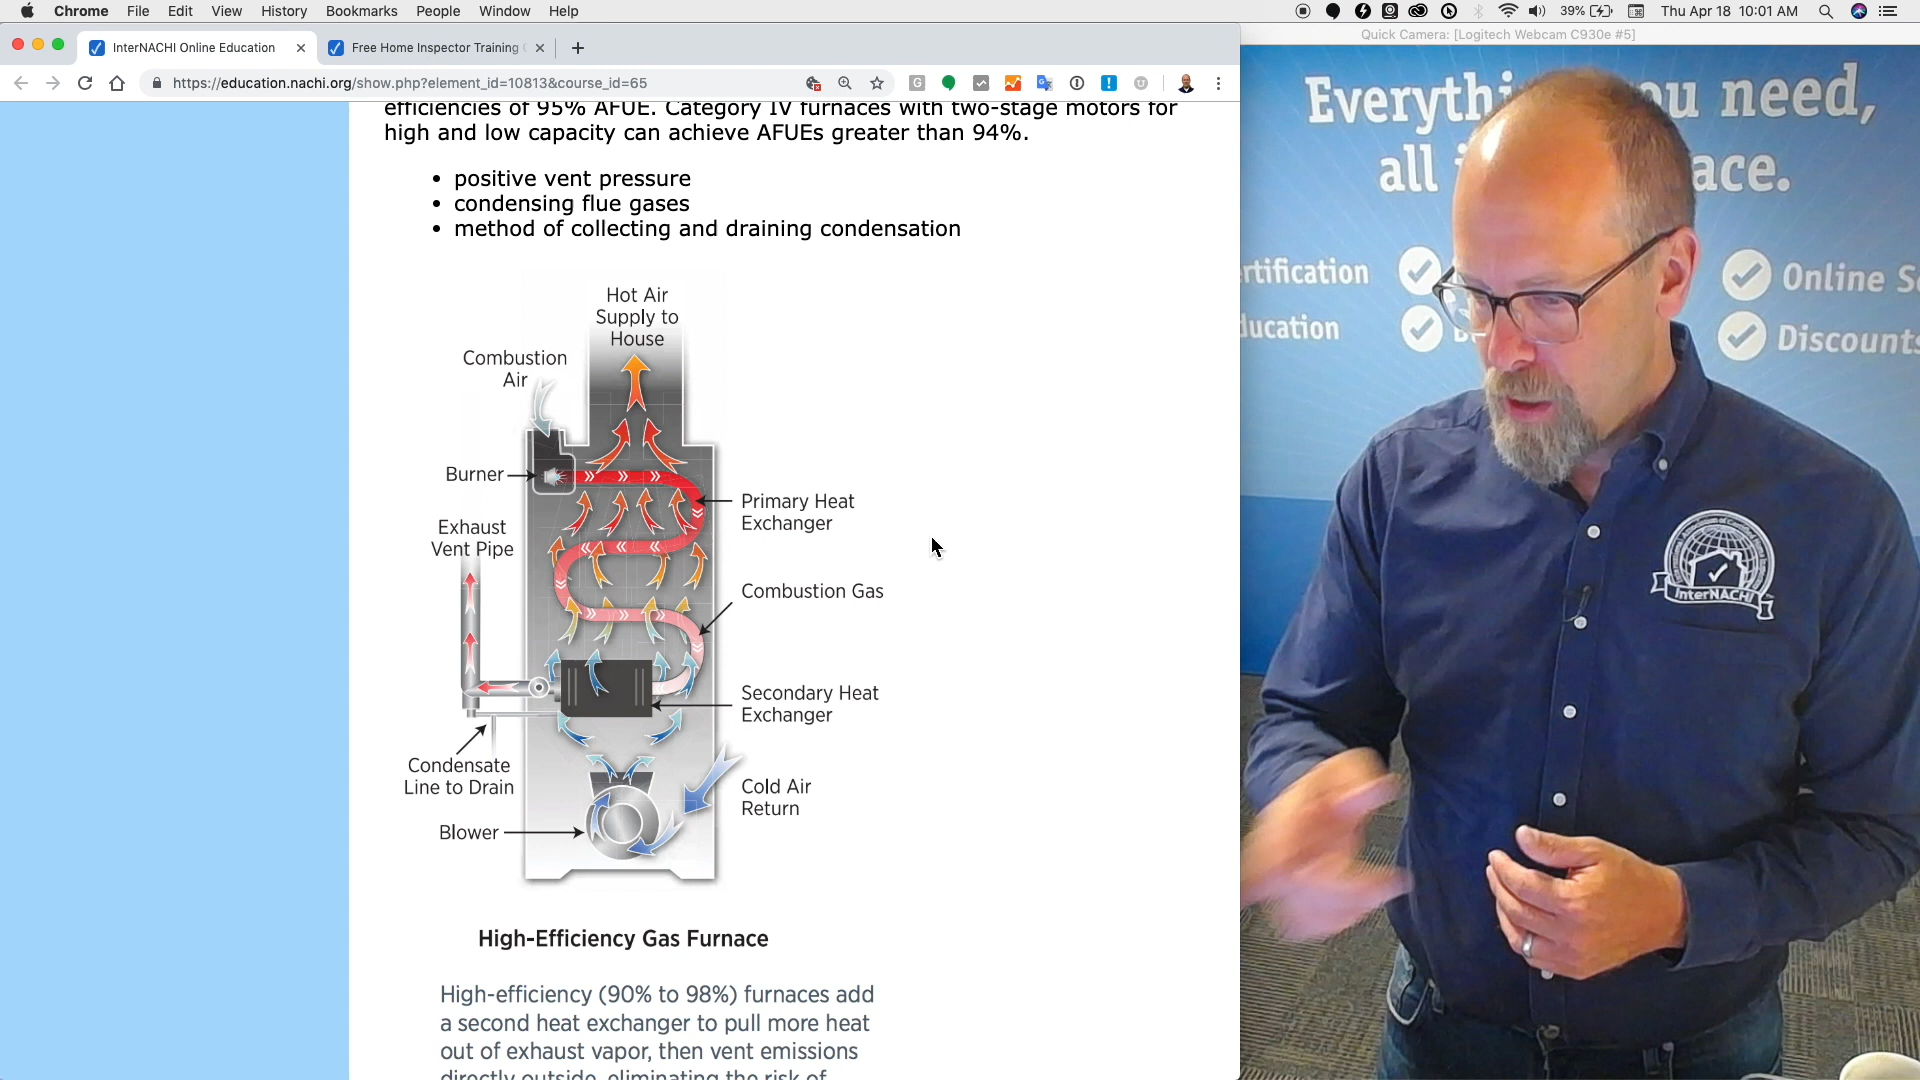 Chrome File Edit View History Bookmarks People Window Help
39% Thu Apr 18 10:01 AM
Quick Camera: [Logitech Webcam C930e #5]
InterNACHI Online Education
Free Home Inspector Training
https://education.nachi.org/show.php?element_id=10813&course_id=65
efficiencies of 95% AFUE. Category IV furnaces with two-stage motors for
high and low capacity can achieve AFUEs greater than 94%.
• positive vent pressure
• condensing flue gases
• method of collecting and draining condensation
Hot Air
Supply to
House
Combustion
Air
Burner
Primary Heat
Exchanger
Exhaust
Vent Pipe
Combustion Gas
Secondary Heat
Exchanger
Condensate
Line to Drain
Cold Air
Return
Blower
High-Efficiency Gas Furnace
High-efficiency (90% to 98%) furnaces add
a second heat exchanger to pull more heat
out of exhaust vapor, then vent emissions
directly outside, eliminating the risk of
Everythi u need,
all i ace.
rtification
Online S
ducation
Discounts
InterNACHI